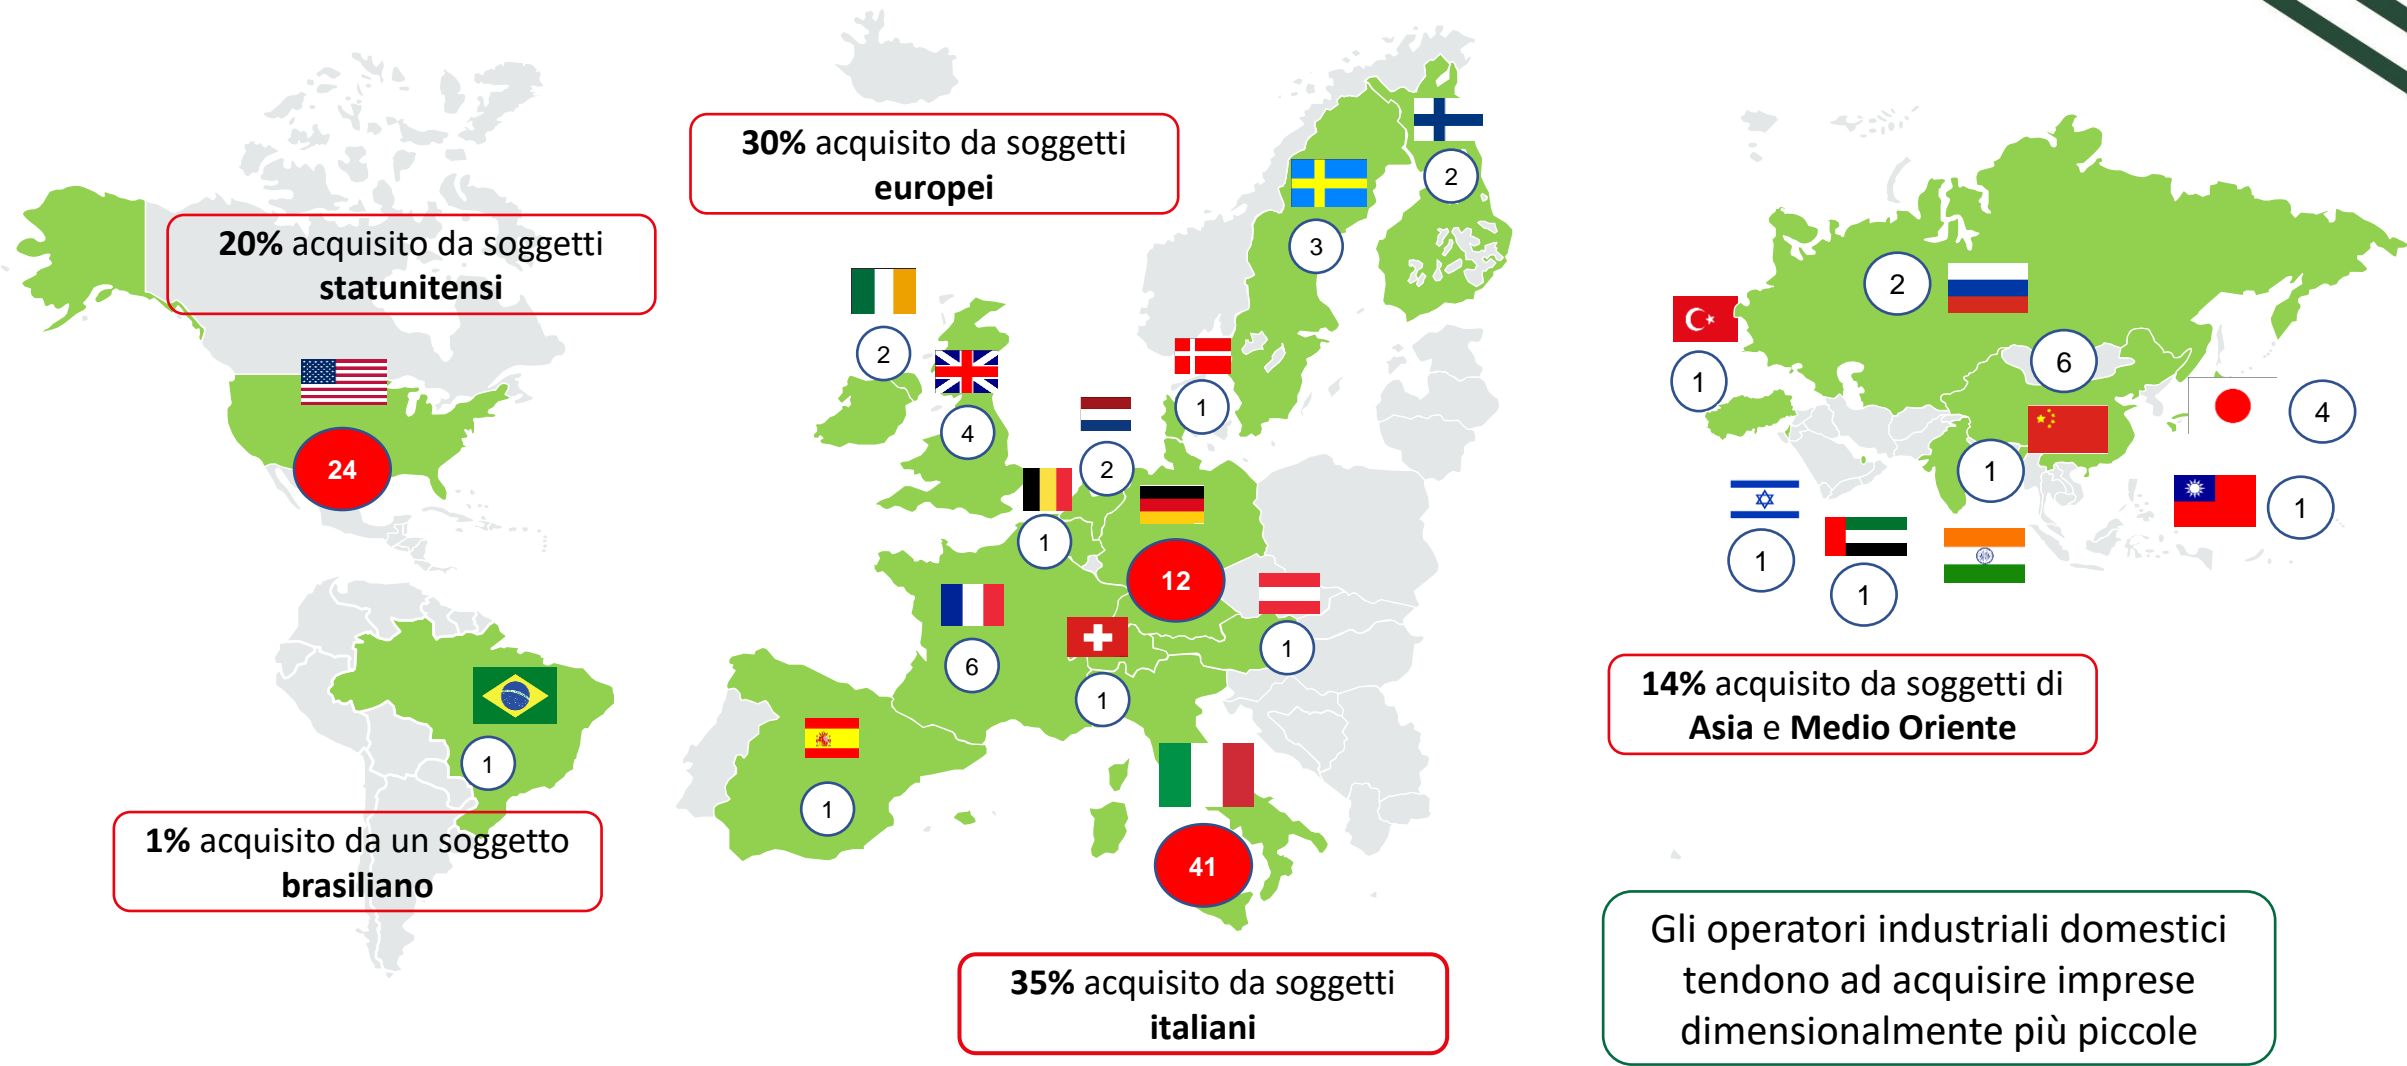 20% acquisito da soggetti
statunitensi
24
1
1% acquisito da un soggetto
brasiliano
30% acquisito da soggetti
europei
2
3
2
4
1
2
1
12
6
1
1
1
41
35% acquisito da soggetti
italiani
2
1
6
4
1
1
1
1
14% acquisito da soggetti di
Asia e Medio Oriente
Gli operatori industriali domestici
tendono ad acquisire imprese
dimensionalmente più piccole